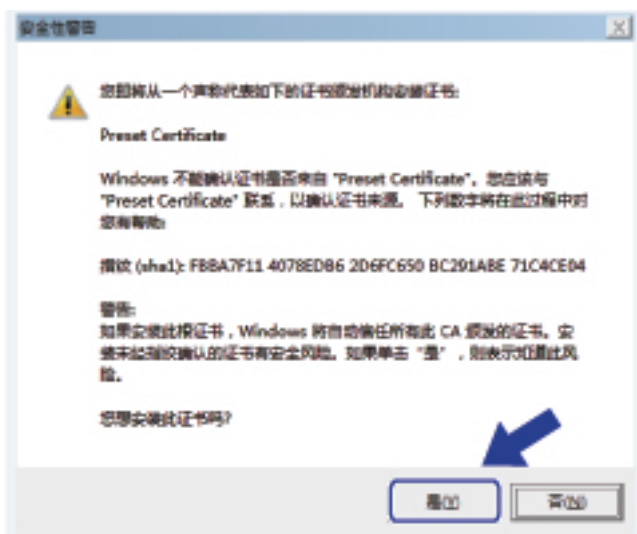 安全性警告
您即将从一个声称代表如下的证书颁发机构安装证书:
Preset Certificate
Windows 不能确认证书是否来自 "Preset Certificate"。您应该与
"Preset Certificate" 联系，以确认证书来源。 下列数字将在此过程中对
您有帮助:
指纹 (sha1): FBBA7F11 4078EDB6 2D6FC650 BC291ABE 71C4CE04
警告:
如果安装此根证书，Windows 将自动信任所有此 CA 颁发的证书。安
装未经指纹确认的证书有安全风险。如果单击 "是"，则表示知道此风
险。
您想安装此证书吗?
是(Y)
否(N)